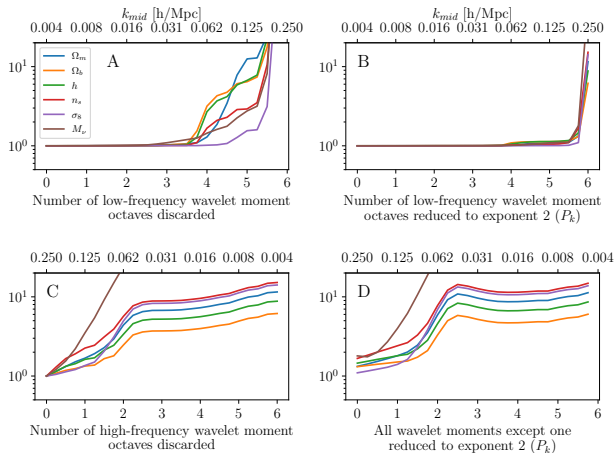 k_mid [h/Mpc]
k_mid [h/Mpc]
0.004 0.008 0.016 0.031 0.062 0.125 0.250
0.004 0.008 0.016 0.031 0.062 0.125 0.250
A
Ω_m
Ω_b
h
n_s
σ_8
M_ν
B
10^1
10^0
10^1
10^0
0 1 2 3 4 5 6
0 1 2 3 4 5 6
Number of low-frequency wavelet moment
octaves discarded
Number of low-frequency wavelet moment
octaves reduced to exponent 2 (P_k)
0.250 0.125 0.062 0.031 0.016 0.008 0.004
0.250 0.125 0.062 0.031 0.016 0.008 0.004
C
D
10^1
10^0
10^1
10^0
0 1 2 3 4 5 6
0 1 2 3 4 5 6
Number of high-frequency wavelet moment
octaves discarded
All wavelet moments except one
reduced to exponent 2 (P_k)